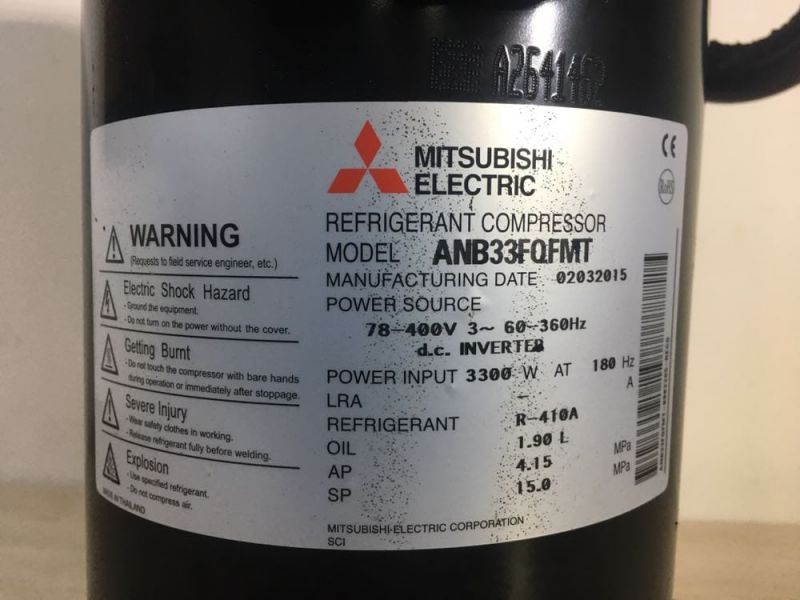 A2641462
MITSUBISHI
ELECTRIC
CE
RoHS
REFRIGERANT COMPRESSOR
MODEL ANB33FQFMT
MANUFACTURING DATE 02032015
POWER SOURCE
78-400V 3~ 60-360Hz
d.c. INVERTER
POWER INPUT 3300 W AT 180 Hz
LRA - A
REFRIGERANT R-410A
OIL 1.90 L
AP 4.15 MPa
SP 15.0 MPa
MITSUBISHI ELECTRIC CORPORATION
SCI
WARNING
(Requests to field service engineer, etc.)
Electric Shock Hazard
- Ground the equipment.
- Do not turn on the power without the cover.
Getting Burnt
- Do not touch the compressor with bare hands
during operation or immediately after stoppage.
Severe Injury
- Wear safety clothes in working.
- Release refrigerant fully before welding.
Explosion
- Use specified refrigerant.
- Do not compress air.
MADE IN THAILAND